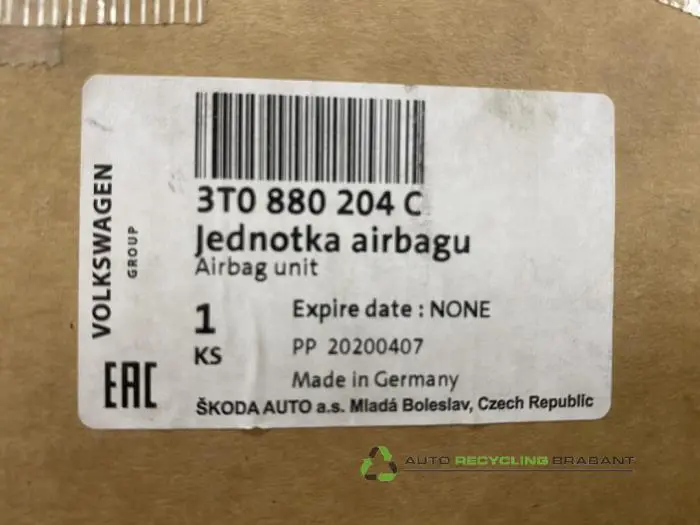 VOLKSWAGEN
GROUP
3T0 880 204 C
Jednotka airbagu
Airbag unit
1
KS
Expire date : NONE
PP 20200407
Made in Germany
EAC
ŠKODA AUTO a.s. Mladá Boleslav, Czech Republic
AUTO RECYCLING BRABANT